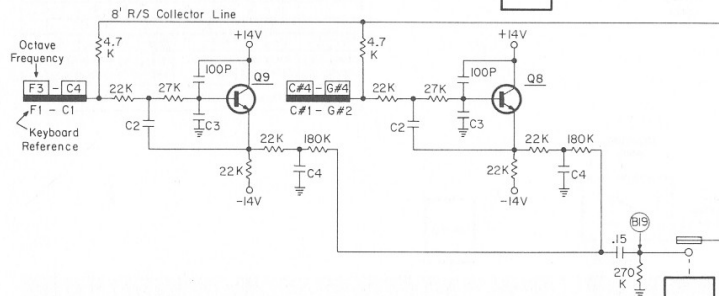 8' R/S Collector Line
+14V
+14V
Octave
Frequency
4.7
K
4.7
K
100P
Q9
100P
Q8
F3 - C4
22K
27K
C#4 - G#4
22K
27K
F1 - C1
C#1 - G#2
Keyboard
Reference
C2
C3
C2
C3
22K
180K
22K
180K
22K
C4
22K
C4
-14V
-14V
B19
.15
270
K